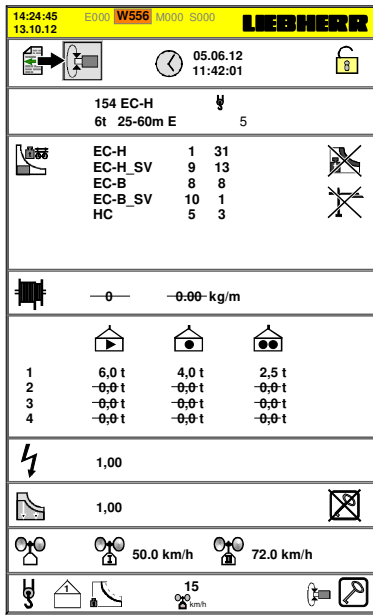 14:24:45 E000 W556 M000 S000 LIEBHERR
13.10.12
05.06.12
11:42:01
8
154 EC-H
6t 25-60m E 5
EC-H 1 31
EC-H_SV 9 13
EC-B 8 8
EC-B_SV 10 1
HC 5 3
0 0.00 kg/m
1 6,0 t 4,0 t 2,5 t
2 0,0 t 0,0 t 0,0 t
3 0,0 t 0,0 t 0,0 t
4 0,0 t 0,0 t 0,0 t
1,00
1,00
I 50.0 km/h II 72.0 km/h
1 15
km/h